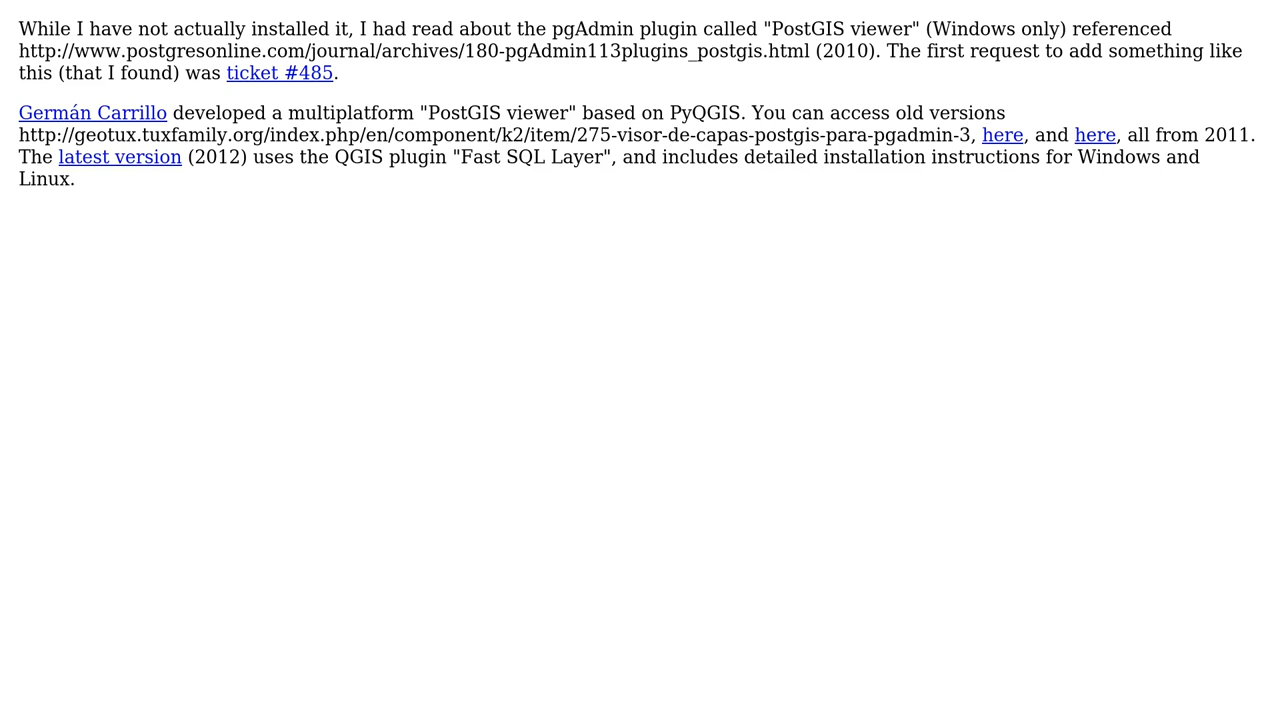 While I have not actually installed it, I had read about the pgAdmin plugin called "PostGIS viewer" (Windows only) referenced
http://www.postgresonline.com/journal/archives/180-pgAdmin113plugins_postgis.html (2010). The first request to add something like
this (that I found) was ticket #485.
Germán Carrillo developed a multiplatform "PostGIS viewer" based on PyQGIS. You can access old versions
http://geotux.tuxfamily.org/index.php/en/component/k2/item/275-visor-de-capas-postgis-para-pgadmin-3, here, and here, all from 2011.
The latest version (2012) uses the QGIS plugin "Fast SQL Layer", and includes detailed installation instructions for Windows and
Linux.